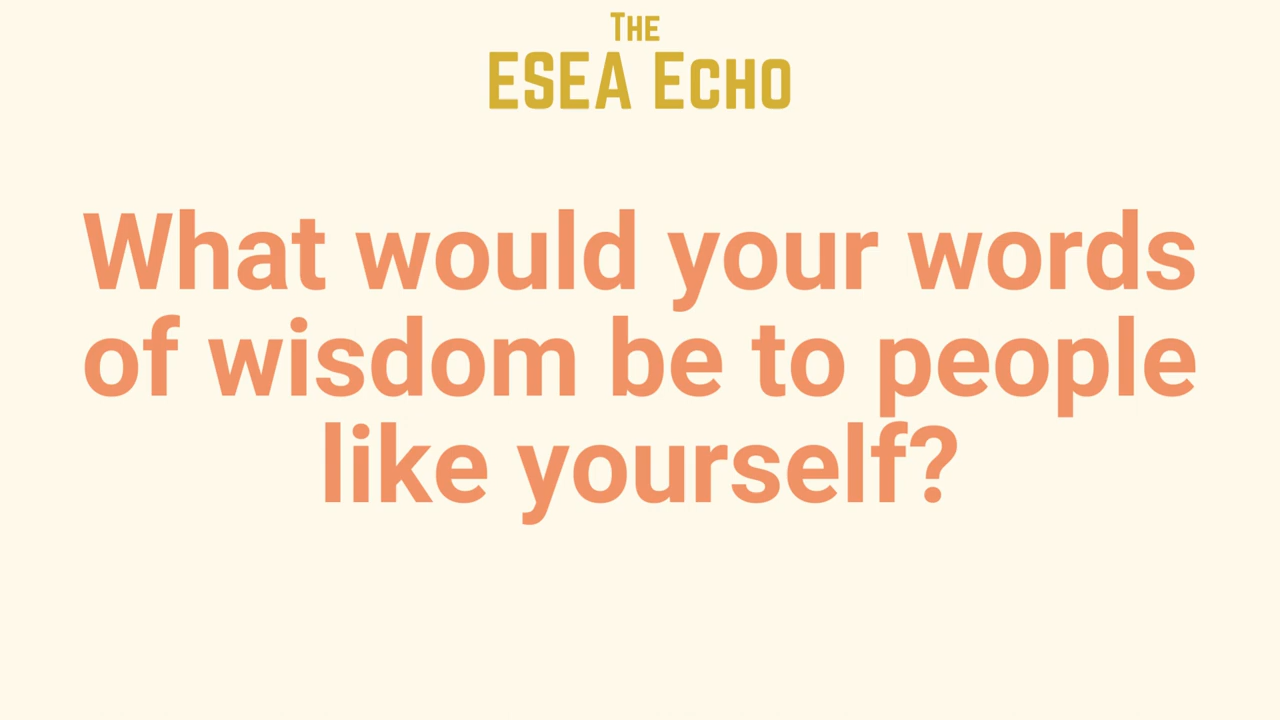 The
ESEA Echo
What would your words
of wisdom be to people
like yourself?